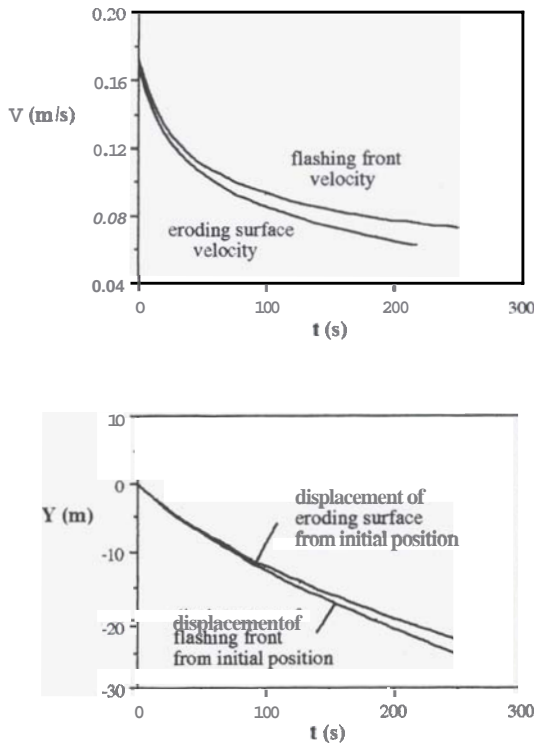 0.20
0.16
V (m/s)
0.12
flashing front
velocity
0.08
eroding surface
velocity
0.04
0
100
200
300
t (s)
10
0
Y (m)
displacement of
eroding surface
from initial position
-10
displacementof
flashing front
from initial position
-20
-30
0
100
200
300
t (s)